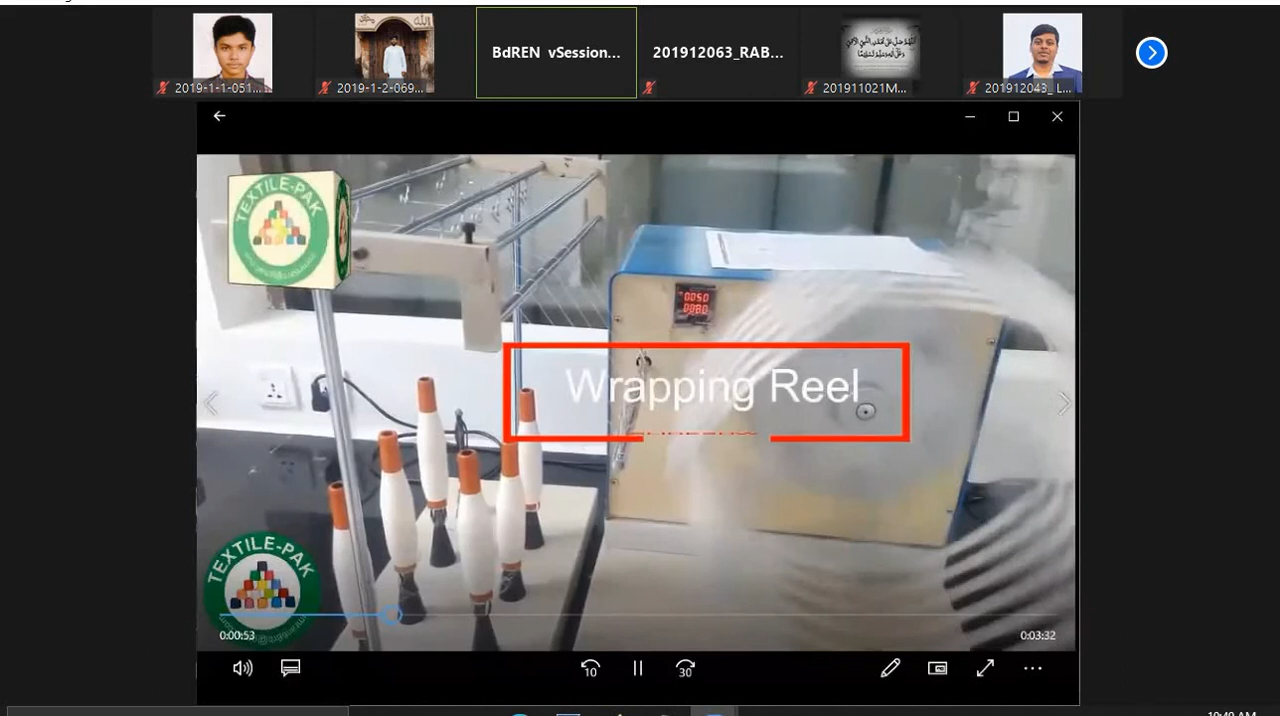 BdREN vSession...
201912063_RAB...
2019-1-1-051...
2019-1-2-069...
201911021M...
201912043_ L...
TEXTILE-PAK
0050
0080
Wrapping Reel
TEXTILE-PAK
0:00:53
0:03:32
10
30